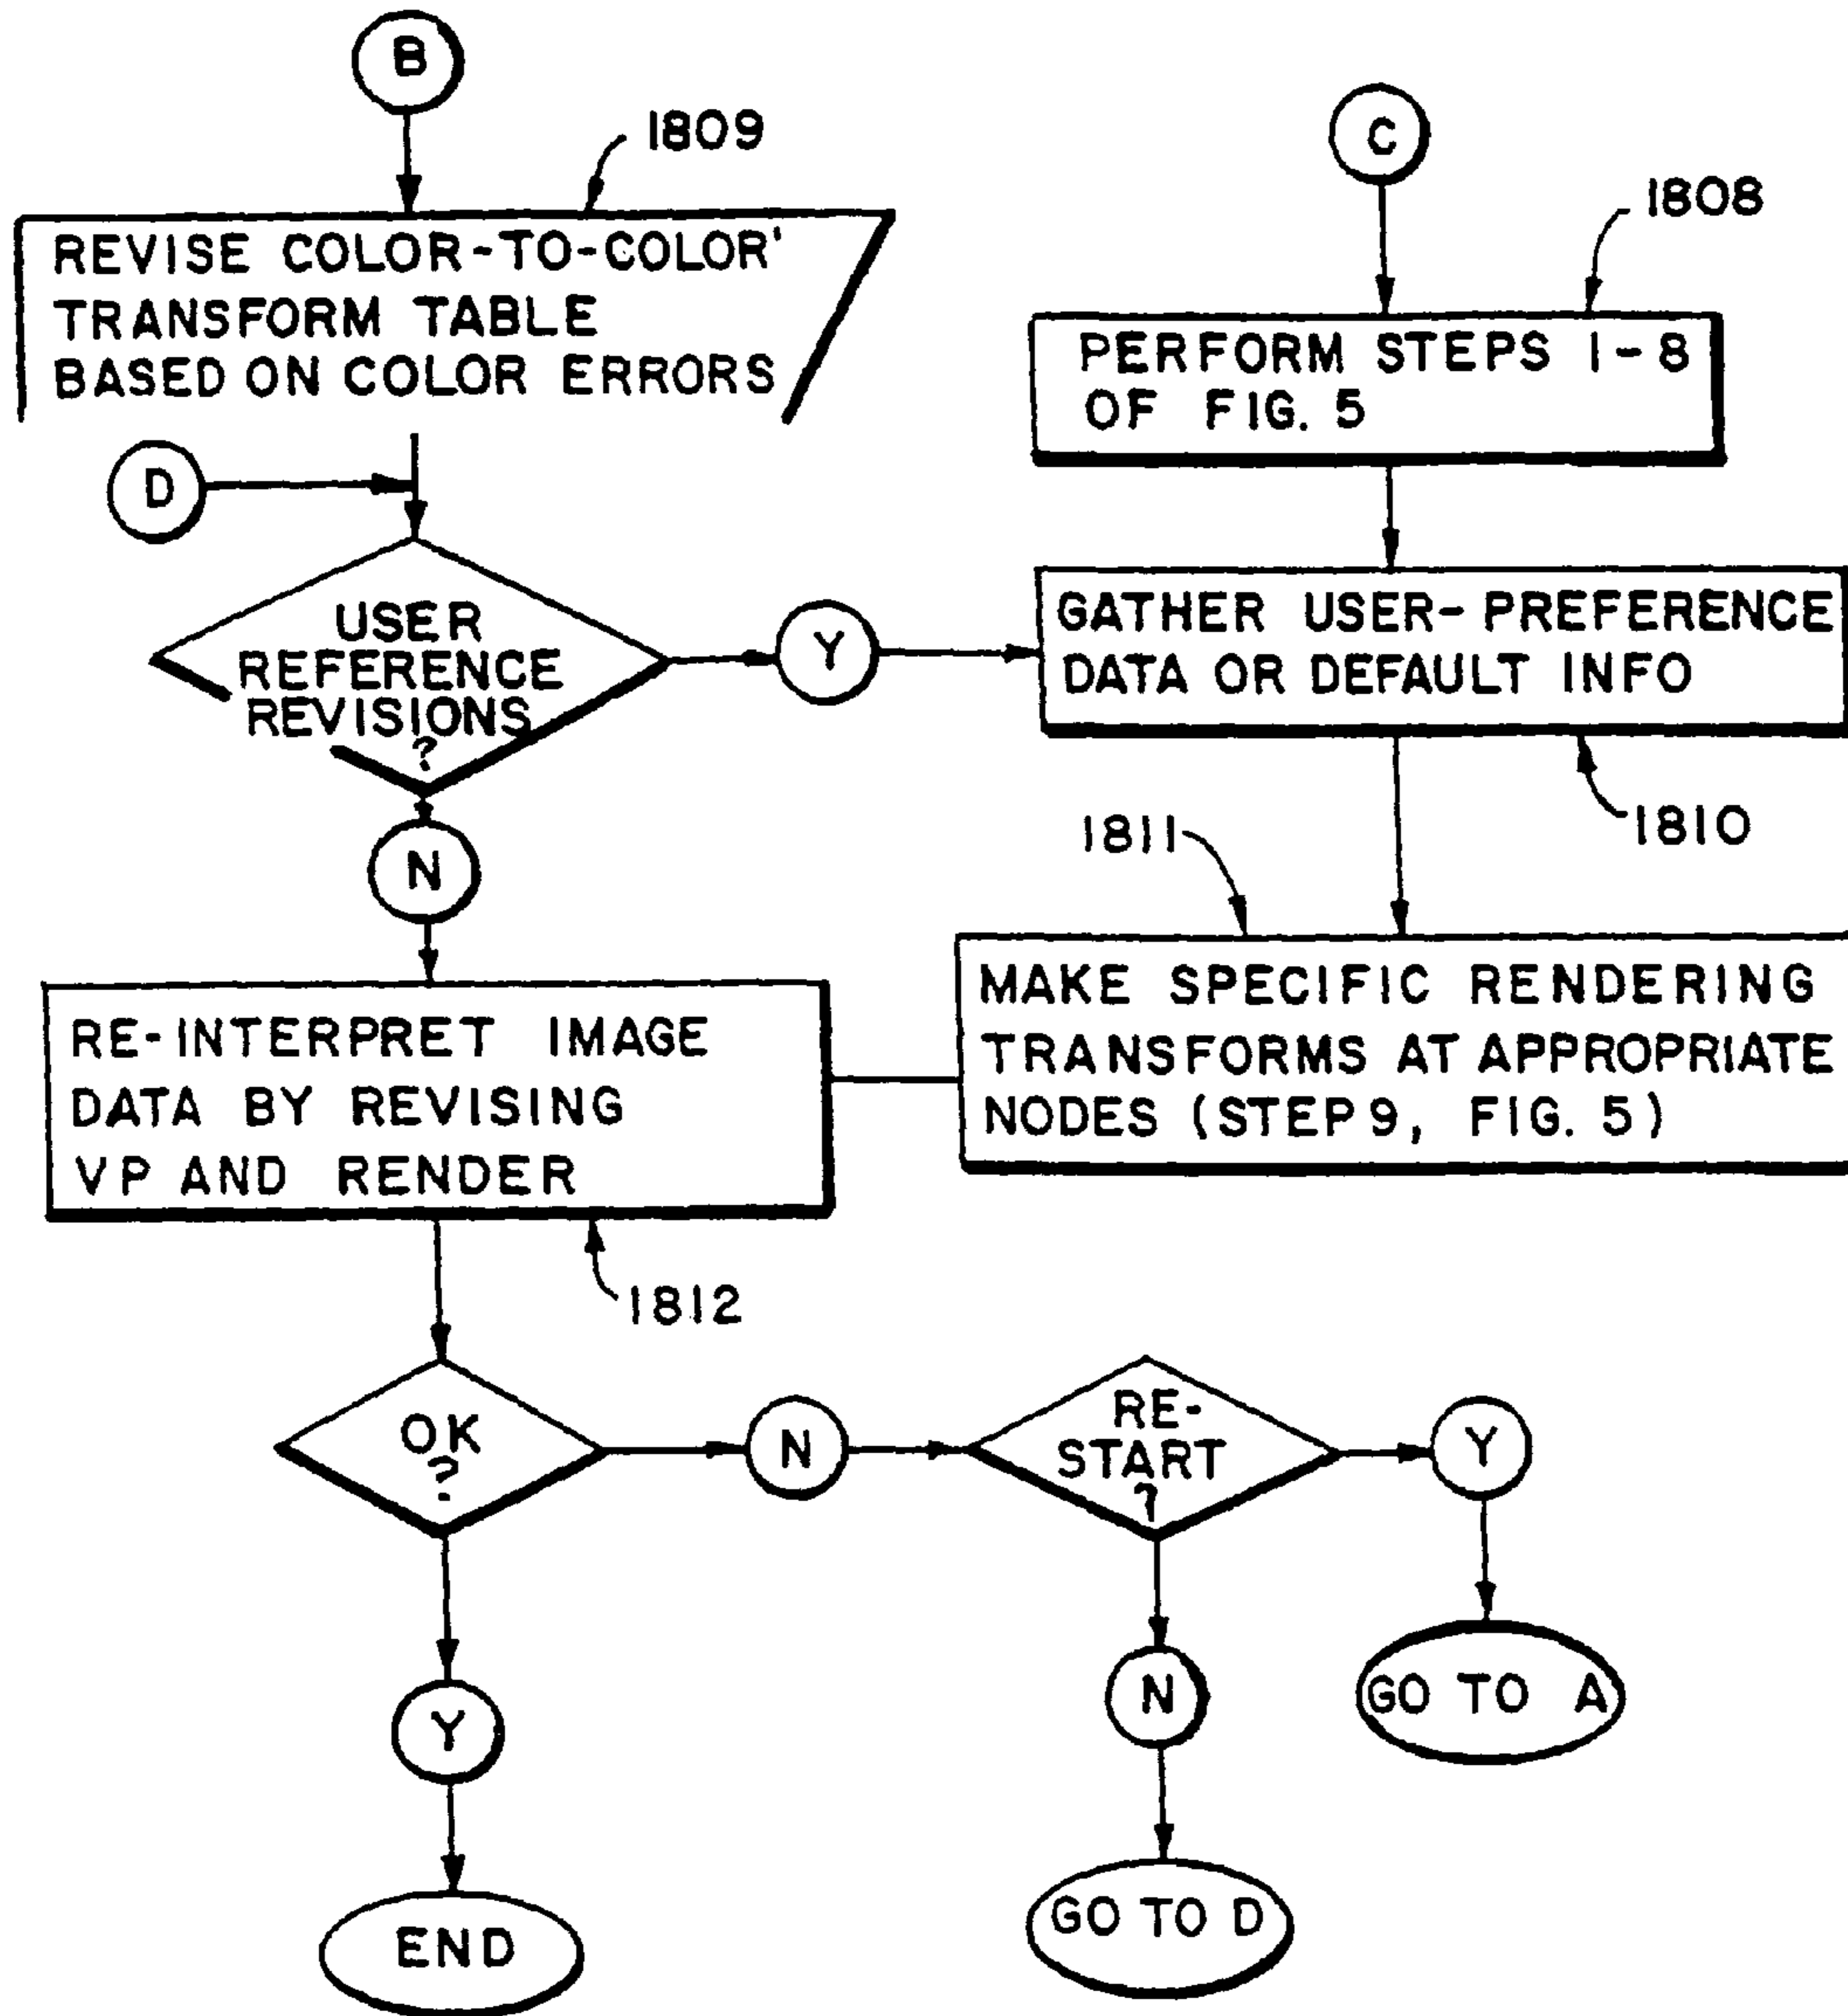 B
1809
REVISE COLOR-TO-COLOR'
TRANSFORM TABLE
BASED ON COLOR ERRORS
D
USER
REFERENCE
REVISIONS
?
Y
N
C
1808
PERFORM STEPS 1-8
OF FIG. 5
GATHER USER-PREFERENCE
DATA OR DEFAULT INFO
1810
1811
MAKE SPECIFIC RENDERING
TRANSFORMS AT APPROPRIATE
NODES (STEP 9, FIG. 5)
RE-INTERPRET IMAGE
DATA BY REVISING
VP AND RENDER
1812
OK
?
N
RE-
START
?
Y
Y
N
GO TO A
END
GO TO D